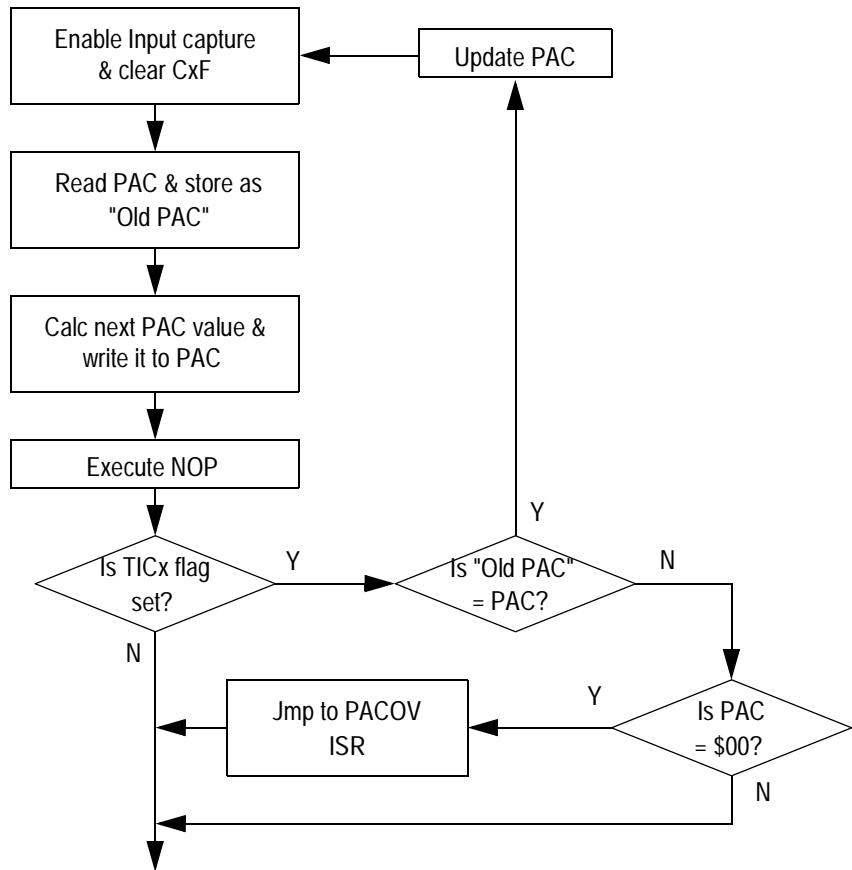 Enable Input capture
& clear CxF
Update PAC
Read PAC & store as
"Old PAC"
Calc next PAC value &
write it to PAC
Execute NOP
Y
Is TICx flag
set?
Y
Is "Old PAC"
= PAC?
N
N
Jmp to PACOV
ISR
Y
Is PAC
= $00?
N